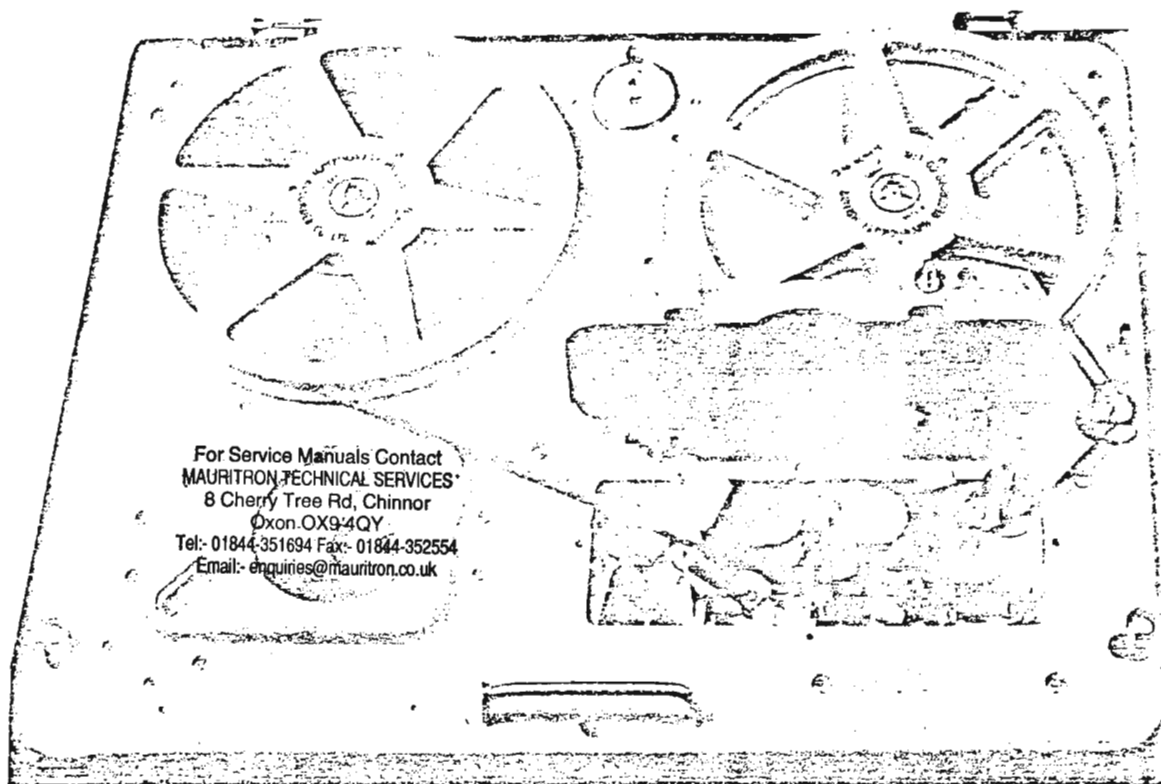 For Service Manuals Contact
MAURITRON TECHNICAL SERVICES
8 Cherry Tree Rd, Chinnor
Oxon OX9 4QY
Tel:- 01844-351694 Fax:- 01844-352554
Email:- enquiries@mauritron.co.uk